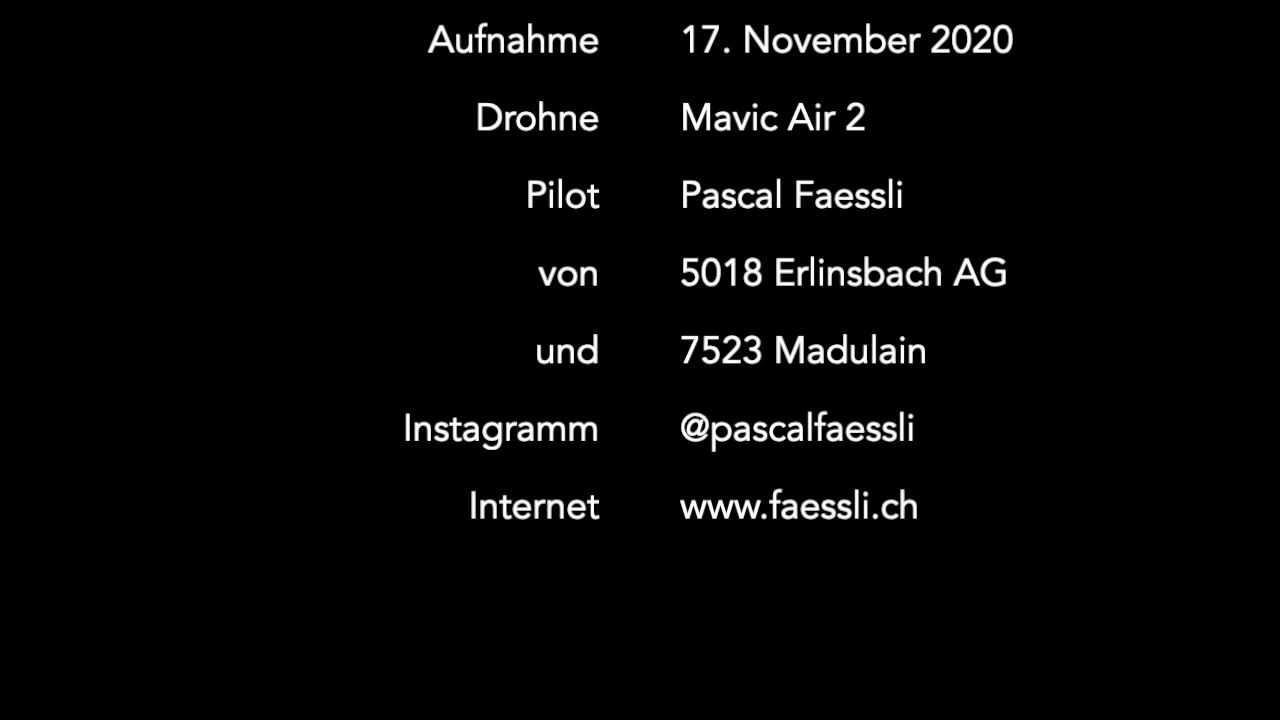 Aufnahme 17. November 2020
Drohne Mavic Air 2
Pilot Pascal Faessli
von 5018 Erlinsbach AG
und 7523 Madulain
Instagramm @pascalfaessli
Internet www.faessli.ch